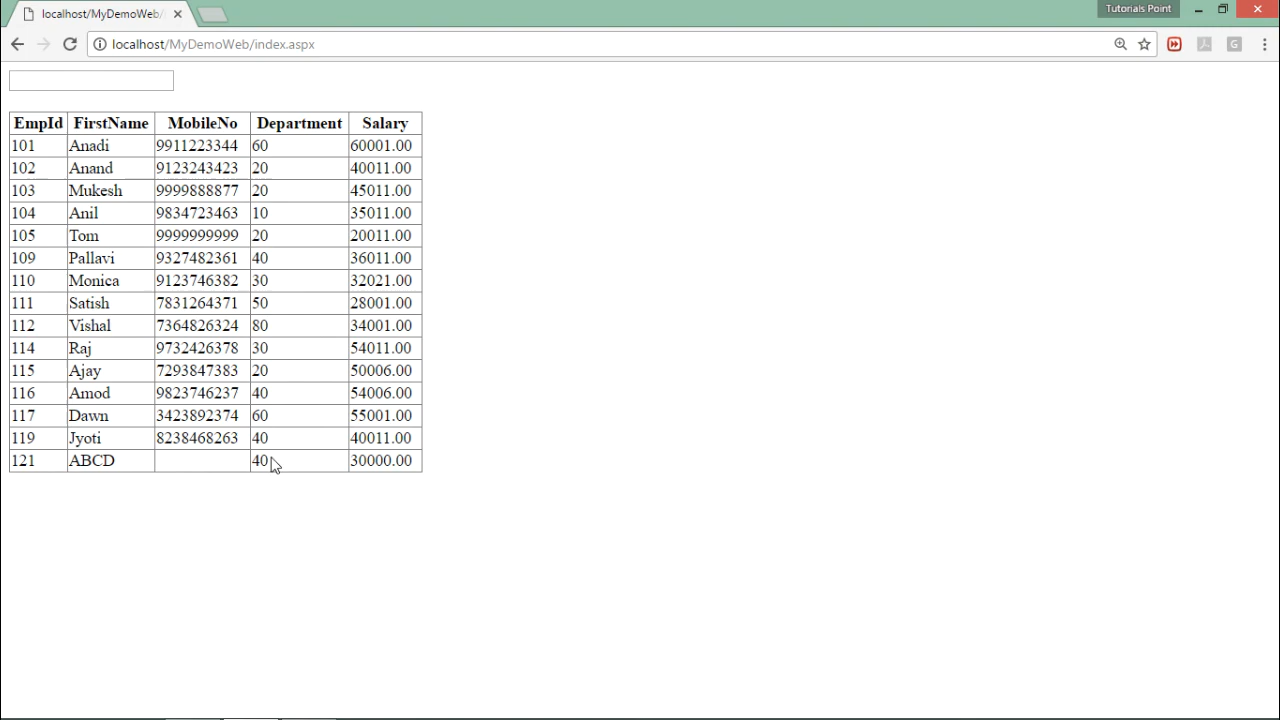 Tutorials Point
localhost/MyDemoWeb/
localhost/MyDemoWeb/index.aspx
EmpId FirstName MobileNo Department Salary
101 Anadi 9911223344 60 60001.00
102 Anand 9123243423 20 40011.00
103 Mukesh 9999888877 20 45011.00
104 Anil 9834723463 10 35011.00
105 Tom 9999999999 20 20011.00
109 Pallavi 9327482361 40 36011.00
110 Monica 9123746382 30 32021.00
111 Satish 7831264371 50 28001.00
112 Vishal 7364826324 80 34001.00
114 Raj 9732426378 30 54011.00
115 Ajay 7293847383 20 50006.00
116 Amod 9823746237 40 54006.00
117 Dawn 3423892374 60 55001.00
119 Jyoti 8238468263 40 40011.00
121 ABCD 40 30000.00